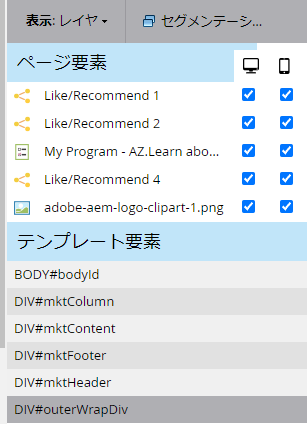 表示: レイヤ
セグメンテーシ...
ページ要素
Like/Recommend 1
Like/Recommend 2
My Program - AZ.Learn abo...
Like/Recommend 4
adobe-aem-logo-clipart-1.png
テンプレート要素
BODY#bodyId
DIV#mktColumn
DIV#mktContent
DIV#mktFooter
DIV#mktHeader
DIV#outerWrapDiv